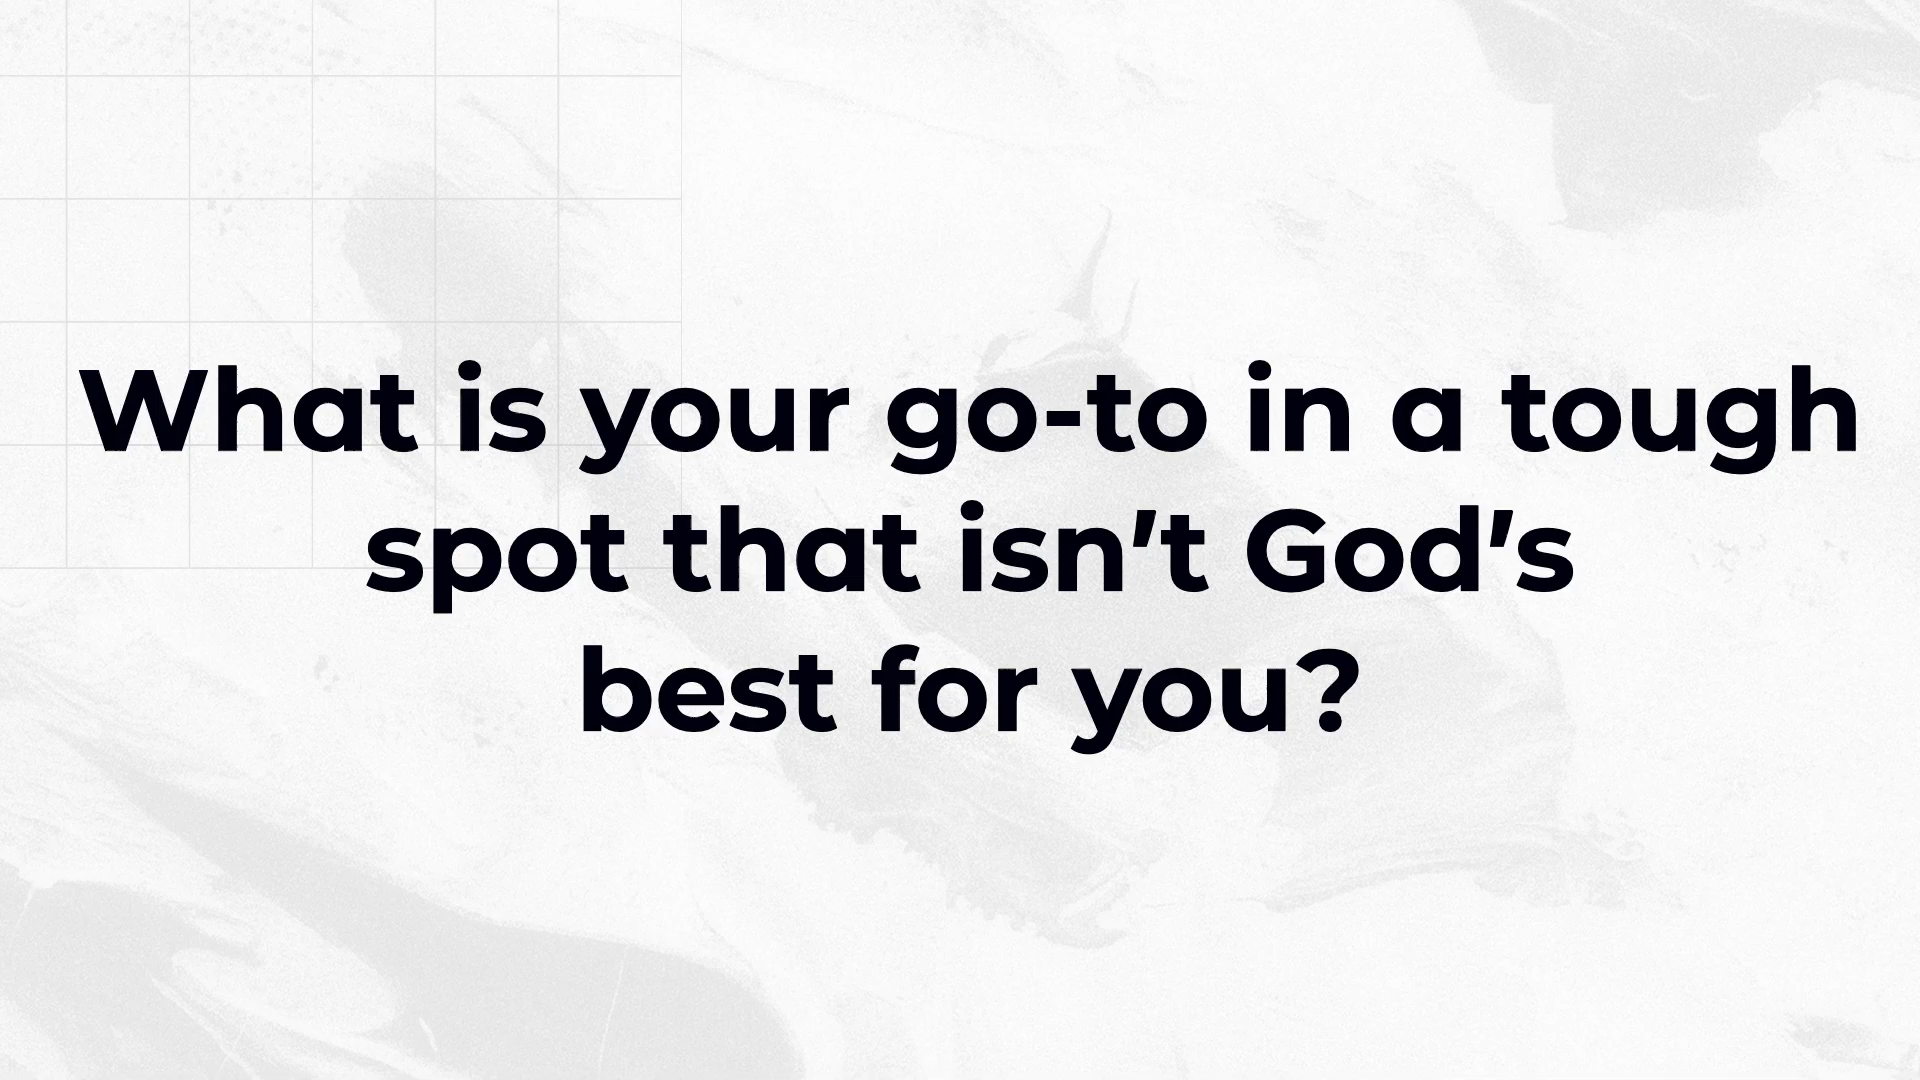 What is your go-to in a tough
spot that isn’t God’s
best for you?